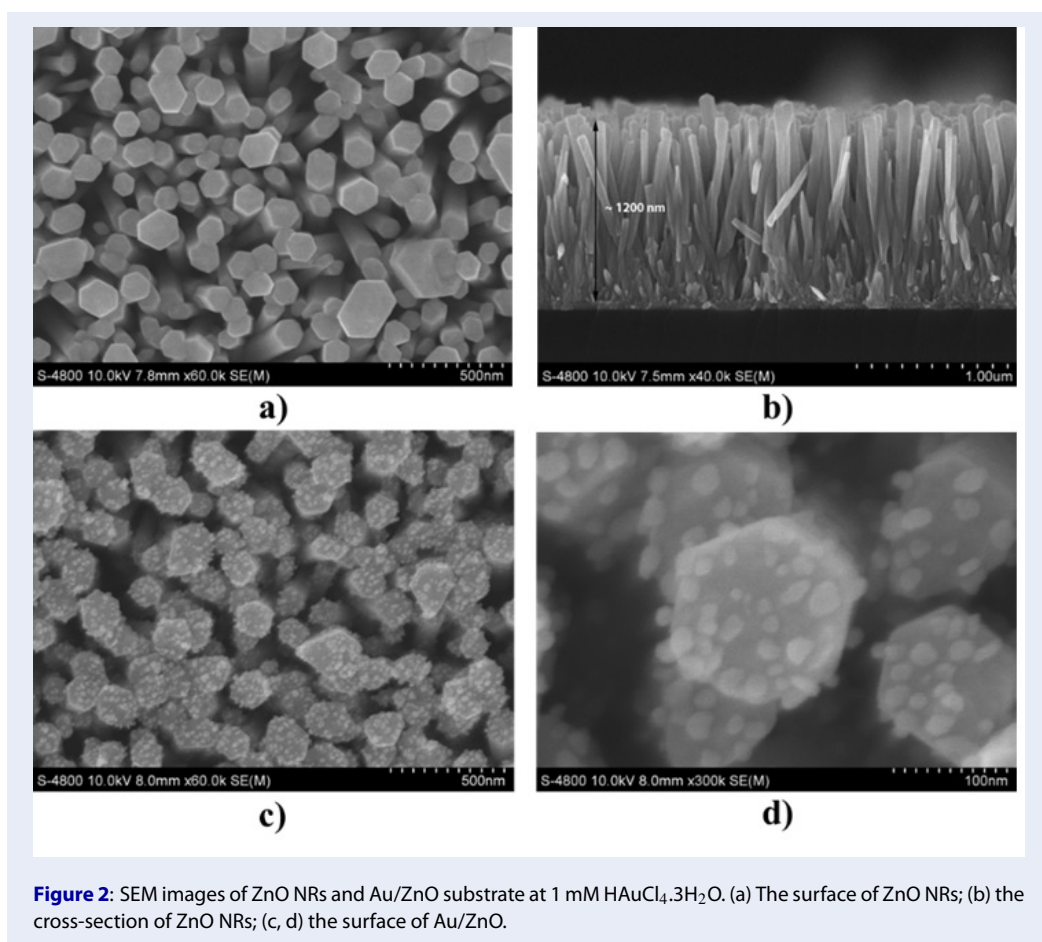 ~ 1200 nm
S-4800 10.0kV 7.8mm x60.0k SE(M) 500nm
S-4800 10.0kV 7.5mm x40.0k SE(M) 1.00um
a) b)
S-4800 10.0kV 8.0mm x60.0k SE(M) 500nm
S-4800 10.0kV 8.0mm x300k SE(M) 100nm
c) d)
Figure 2: SEM images of ZnO NRs and Au/ZnO substrate at 1 mM HAuCl₄.3H₂O. (a) The surface of ZnO NRs; (b) the
cross-section of ZnO NRs; (c, d) the surface of Au/ZnO.